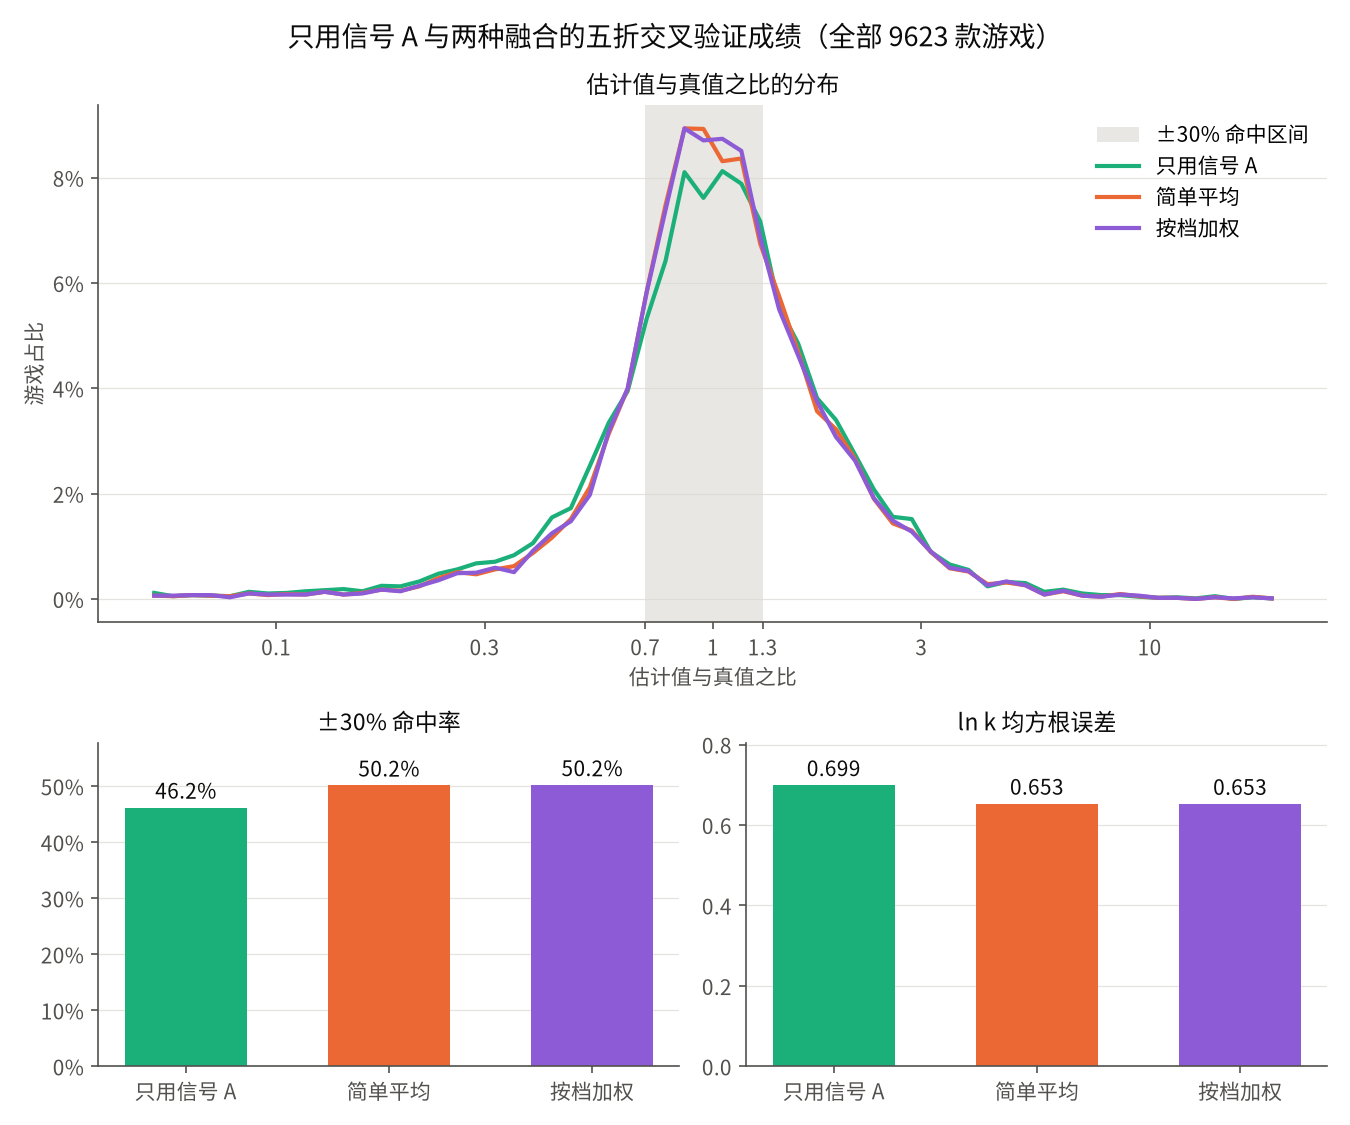 只用信号 A 与两种融合的五折交叉验证成绩（全部 9623 款游戏）
估计值与真值之比的分布
±30% 命中区间
只用信号 A
简单平均
按档加权
8%
6%
4%
2%
0%
游戏占比
0.1 0.3 0.7 1 1.3 3 10
估计值与真值之比
±30% 命中率
50%
40%
30%
20%
10%
0%
46.2% 50.2% 50.2%
只用信号 A 简单平均 按档加权
ln k 均方根误差
0.8
0.6
0.4
0.2
0.0
0.699 0.653 0.653
只用信号 A 简单平均 按档加权